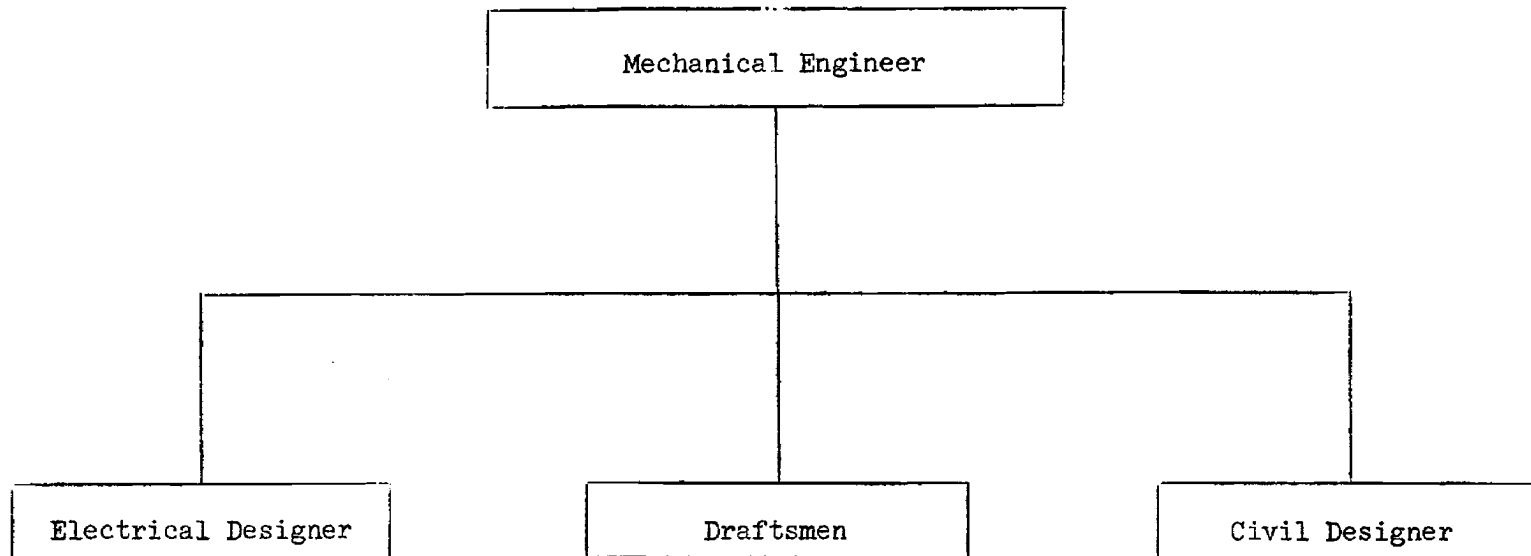 Mechanical Engineer
Electrical Designer
Draftsmen
Civil Designer